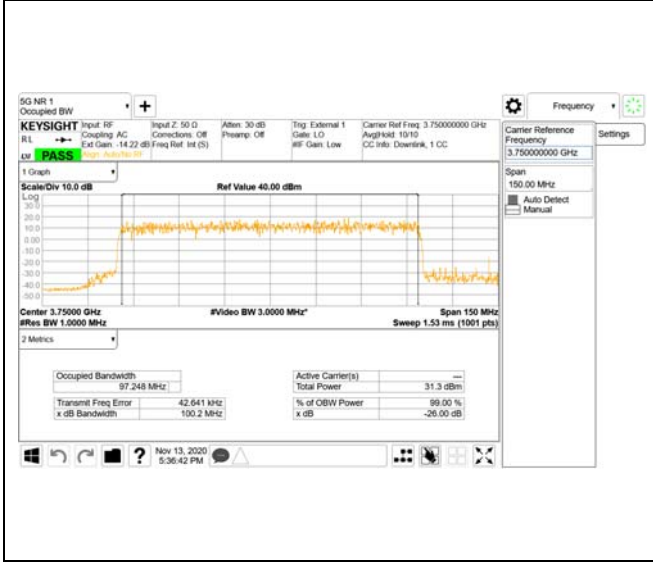 5G NR 1
Occupied BW
Frequency
KEYSIGHT
R L
LM PASS
Input: RF
Coupling: AC
Ext Gain: -14.22 dB
Align: Auto/No RF
Input Z: 50 Ω
Corrections: Off
Freq Ref: Int (S)
Atten: 30 dB
Preamp: Off
Trig: External 1
Gate: LO
#IF Gain: Low
Carrier Ref Freq: 3.750000000 GHz
Avg|Hold: 10/10
CC Info: Downlink, 1 CC
Carrier Reference
Frequency
3.750000000 GHz
Settings
Span
150.00 MHz
Auto Detect
Manual
1 Graph
Scale/Div 10.0 dB
Ref Value 40.00 dBm
Log
30.0
20.0
10.0
0.00
-10.0
-20.0
-30.0
-40.0
-50.0
Center 3.75000 GHz
#Video BW 3.0000 MHz*
Span 150 MHz
#Res BW 1.0000 MHz
Sweep 1.53 ms (1001 pts)
2 Metrics
Occupied Bandwidth
97.248 MHz
Active Carrier(s) ---
Total Power 31.3 dBm
Transmit Freq Error 42.641 kHz
x dB Bandwidth 100.2 MHz
% of OBW Power 99.00 %
x dB -26.00 dB
?
Nov 13, 2020
5:36:42 PM